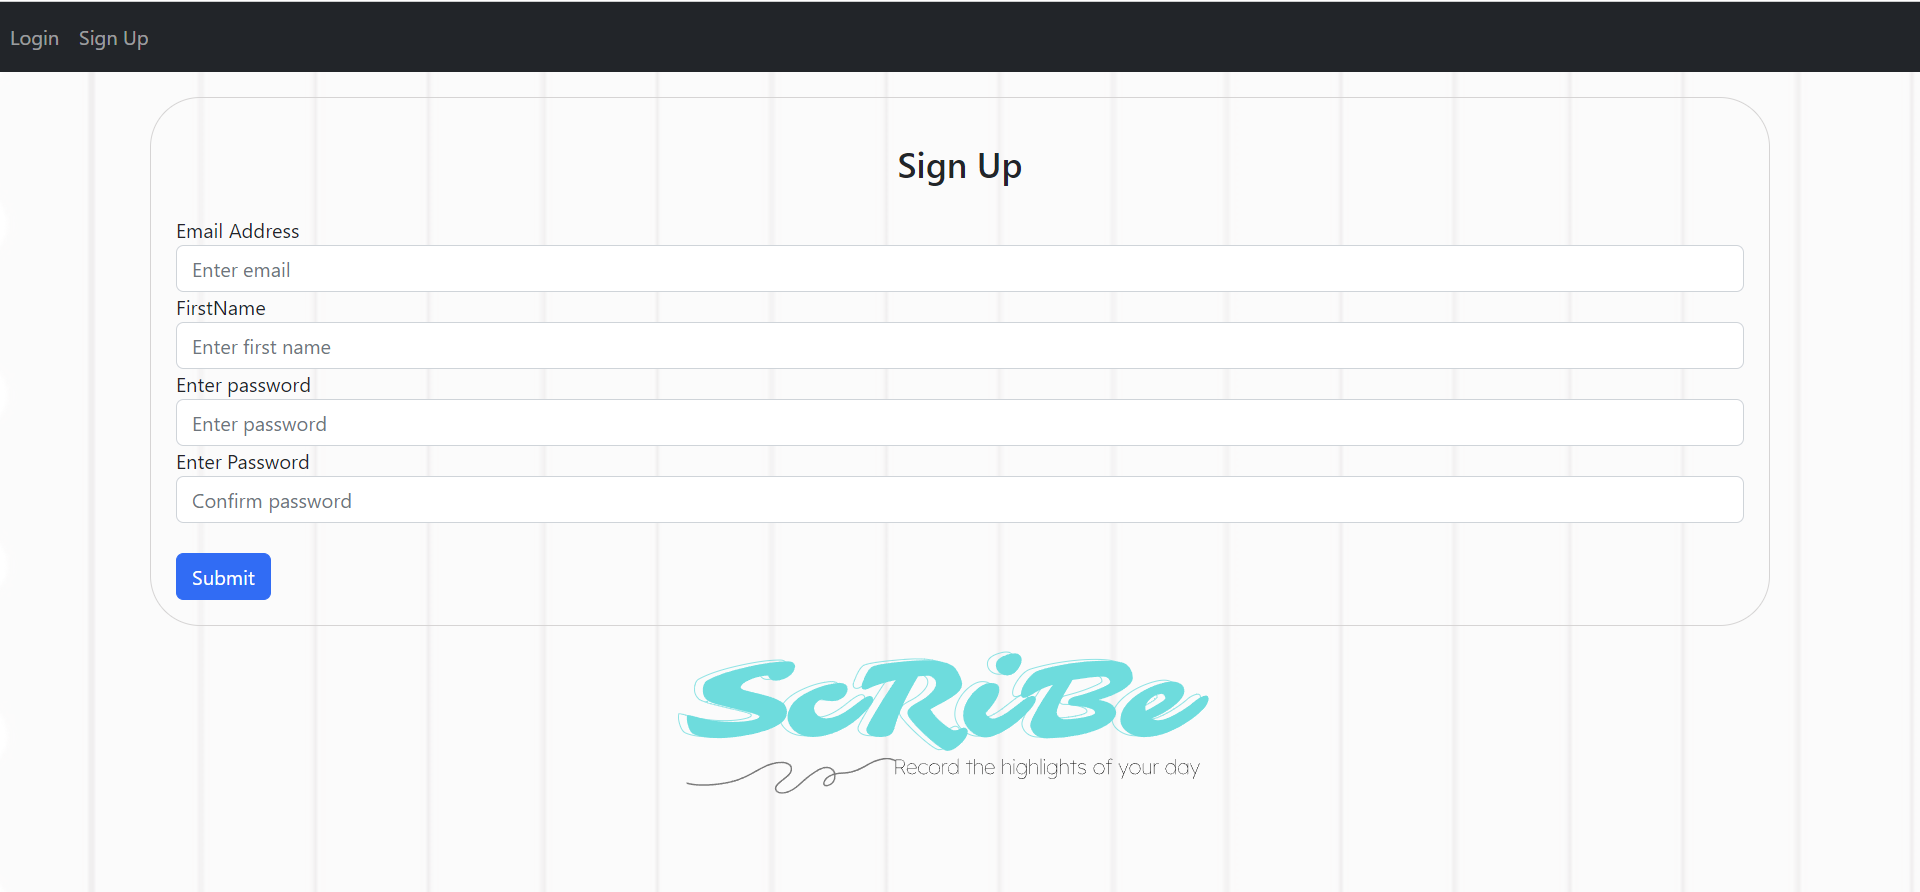 Login Sign Up
Sign Up
Email Address
Enter email
FirstName
Enter first name
Enter password
Enter password
Enter Password
Confirm password
Submit
ScRiBe
Record the highlights of your day